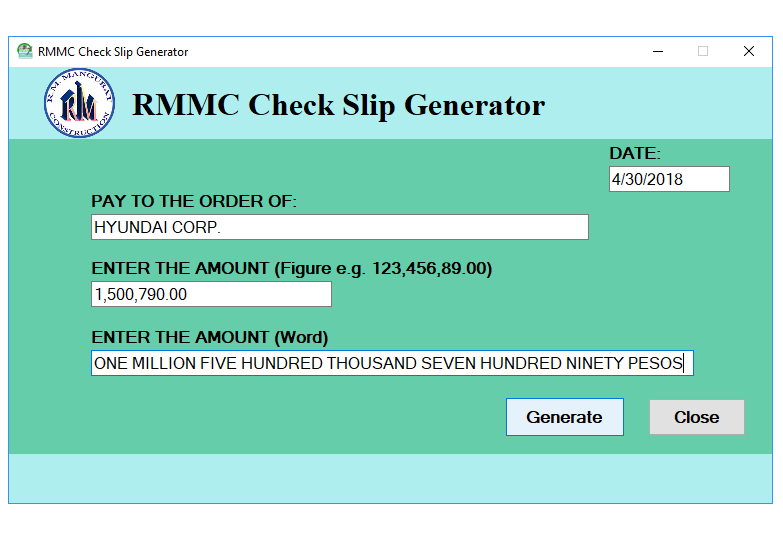 RMMC Check Slip Generator
R.M. MANGUBAT
RM
CONSTRUCTION
RMMC Check Slip Generator
DATE:
4/30/2018
PAY TO THE ORDER OF:
HYUNDAI CORP.
ENTER THE AMOUNT (Figure e.g. 123,456,89.00)
1,500,790.00
ENTER THE AMOUNT (Word)
ONE MILLION FIVE HUNDRED THOUSAND SEVEN HUNDRED NINETY PESOS
Generate Close